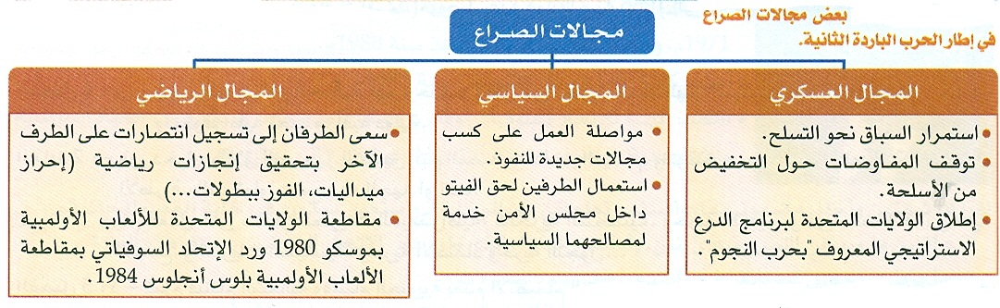 بعض مجالات الصراع
في إطار الحرب الباردة الثانية.
مجالات الصراع
المجال العسكري
• استمرار السباق نحو التسلح.
• توقف المفاوضات حول التخفيض
من الأسلحة.
• إطلاق الولايات المتحدة لبرنامج الدرع
الاستراتيجي المعروف "بحرب النجوم".
المجال السياسي
• مواصلة العمل على كسب
مجالات جديدة للنفوذ.
• استعمال الطرفين لحق الفيتو
داخل مجلس الأمن خدمة
لمصالحهما السياسية.
المجال الرياضي
• سعى الطرفان إلى تسجيل انتصارات على الطرف
الآخر بتحقيق إنجازات رياضية (إحراز
ميداليات، الفوز ببطولات...)
• مقاطعة الولايات المتحدة للألعاب الأولمبية
بموسكو 1980 ورد الإتحاد السوفياتي بمقاطعة
الألعاب الأولمبية بلوس أنجلوس 1984.